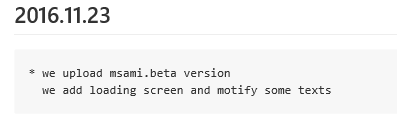 2016.11.23
* we upload msami.beta version
we add loading screen and motify some texts